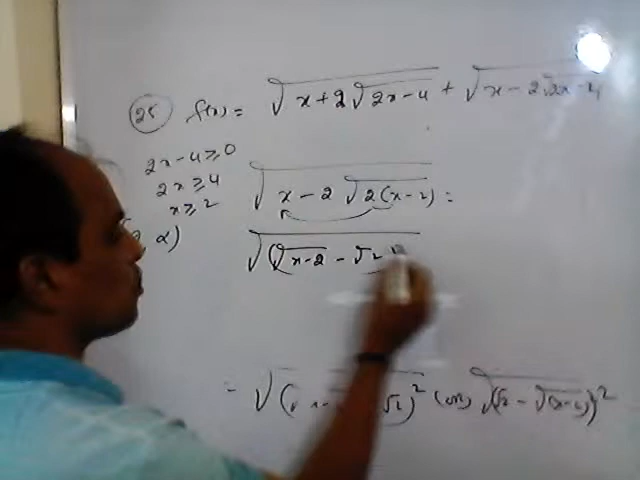 25 f(x) = √(x + 2√(2x - 4)) + √(x - 2√(2x - 4))
2x - 4 ≥ 0
2x ≥ 4
x ≥ 2
√(x - 2√(2(x - 2))) =
2, ∞)
√((√(x - 2) - √2)
= √(( x - √2)² (or) √((√2 - √(x - 2))²